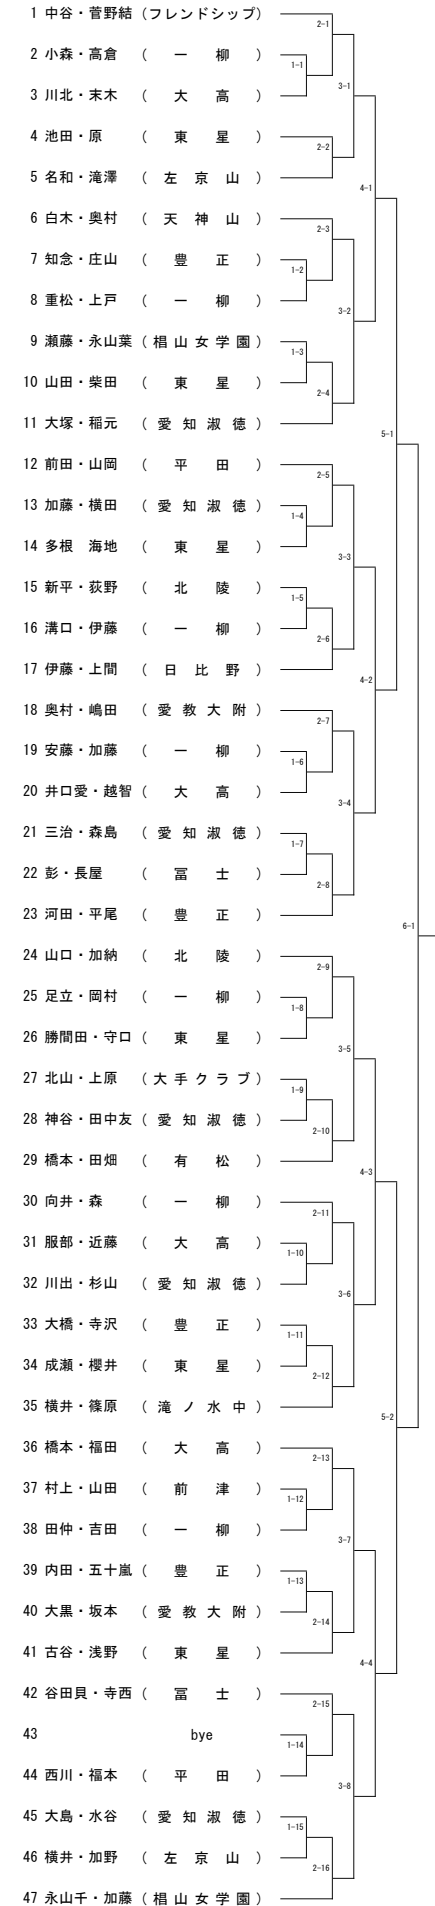 1 中谷・菅野結 (フレンドシップ)
2-1
2 小森・高倉 ( 一 柳 )
1-1
3-1
3 川北・末木 ( 大 高 )
4 池田・原 ( 東 星 )
2-2
5 名和・滝澤 ( 左 京 山 )
4-1
6 白木・奥村 ( 天 神 山 )
2-3
7 知念・庄山 ( 豊 正 )
1-2
8 重松・上戸 ( 一 柳 )
3-2
9 瀬藤・永山葉 ( 椙 山 女 学 園 )
1-3
10 山田・柴田 ( 東 星 )
2-4
11 大塚・稲元 ( 愛 知 淑 徳 )
5-1
12 前田・山岡 ( 平 田 )
2-5
13 加藤・横田 ( 愛 知 淑 徳 )
1-4
14 多根 海地 ( 東 星 )
3-3
15 新平・荻野 ( 北 陵 )
1-5
16 溝口・伊藤 ( 一 柳 )
2-6
17 伊藤・上間 ( 日 比 野 )
4-2
18 奥村・嶋田 ( 愛 教 大 附 )
2-7
19 安藤・加藤 ( 一 柳 )
1-6
20 井口愛・越智 ( 大 高 )
3-4
21 三治・森島 ( 愛 知 淑 徳 )
1-7
22 彭・長屋 ( 冨 士 )
2-8
23 河田・平尾 ( 豊 正 )
6-1
24 山口・加納 ( 北 陵 )
2-9
25 足立・岡村 ( 一 柳 )
1-8
26 勝間田・守口 ( 東 星 )
3-5
27 北山・上原 ( 大 手 ク ラ ブ )
1-9
28 神谷・田中友 ( 愛 知 淑 徳 )
2-10
29 橋本・田畑 ( 有 松 )
4-3
30 向井・森 ( 一 柳 )
2-11
31 服部・近藤 ( 大 高 )
1-10
32 川出・杉山 ( 愛 知 淑 徳 )
3-6
33 大橋・寺沢 ( 豊 正 )
1-11
34 成瀬・櫻井 ( 東 星 )
2-12
35 横井・篠原 ( 滝 ノ 水 中 )
5-2
36 橋本・福田 ( 大 高 )
2-13
37 村上・山田 ( 前 津 )
1-12
38 田仲・吉田 ( 一 柳 )
3-7
39 内田・五十嵐 ( 豊 正 )
1-13
40 大黒・坂本 ( 愛 教 大 附 )
2-14
41 古谷・浅野 ( 東 星 )
4-4
42 谷田貝・寺西 ( 冨 士 )
2-15
43 bye
1-14
44 西川・福本 ( 平 田 )
3-8
45 大島・水谷 ( 愛 知 淑 徳 )
1-15
46 横井・加野 ( 左 京 山 )
2-16
47 永山千・加藤 ( 椙 山 女 学 園 )